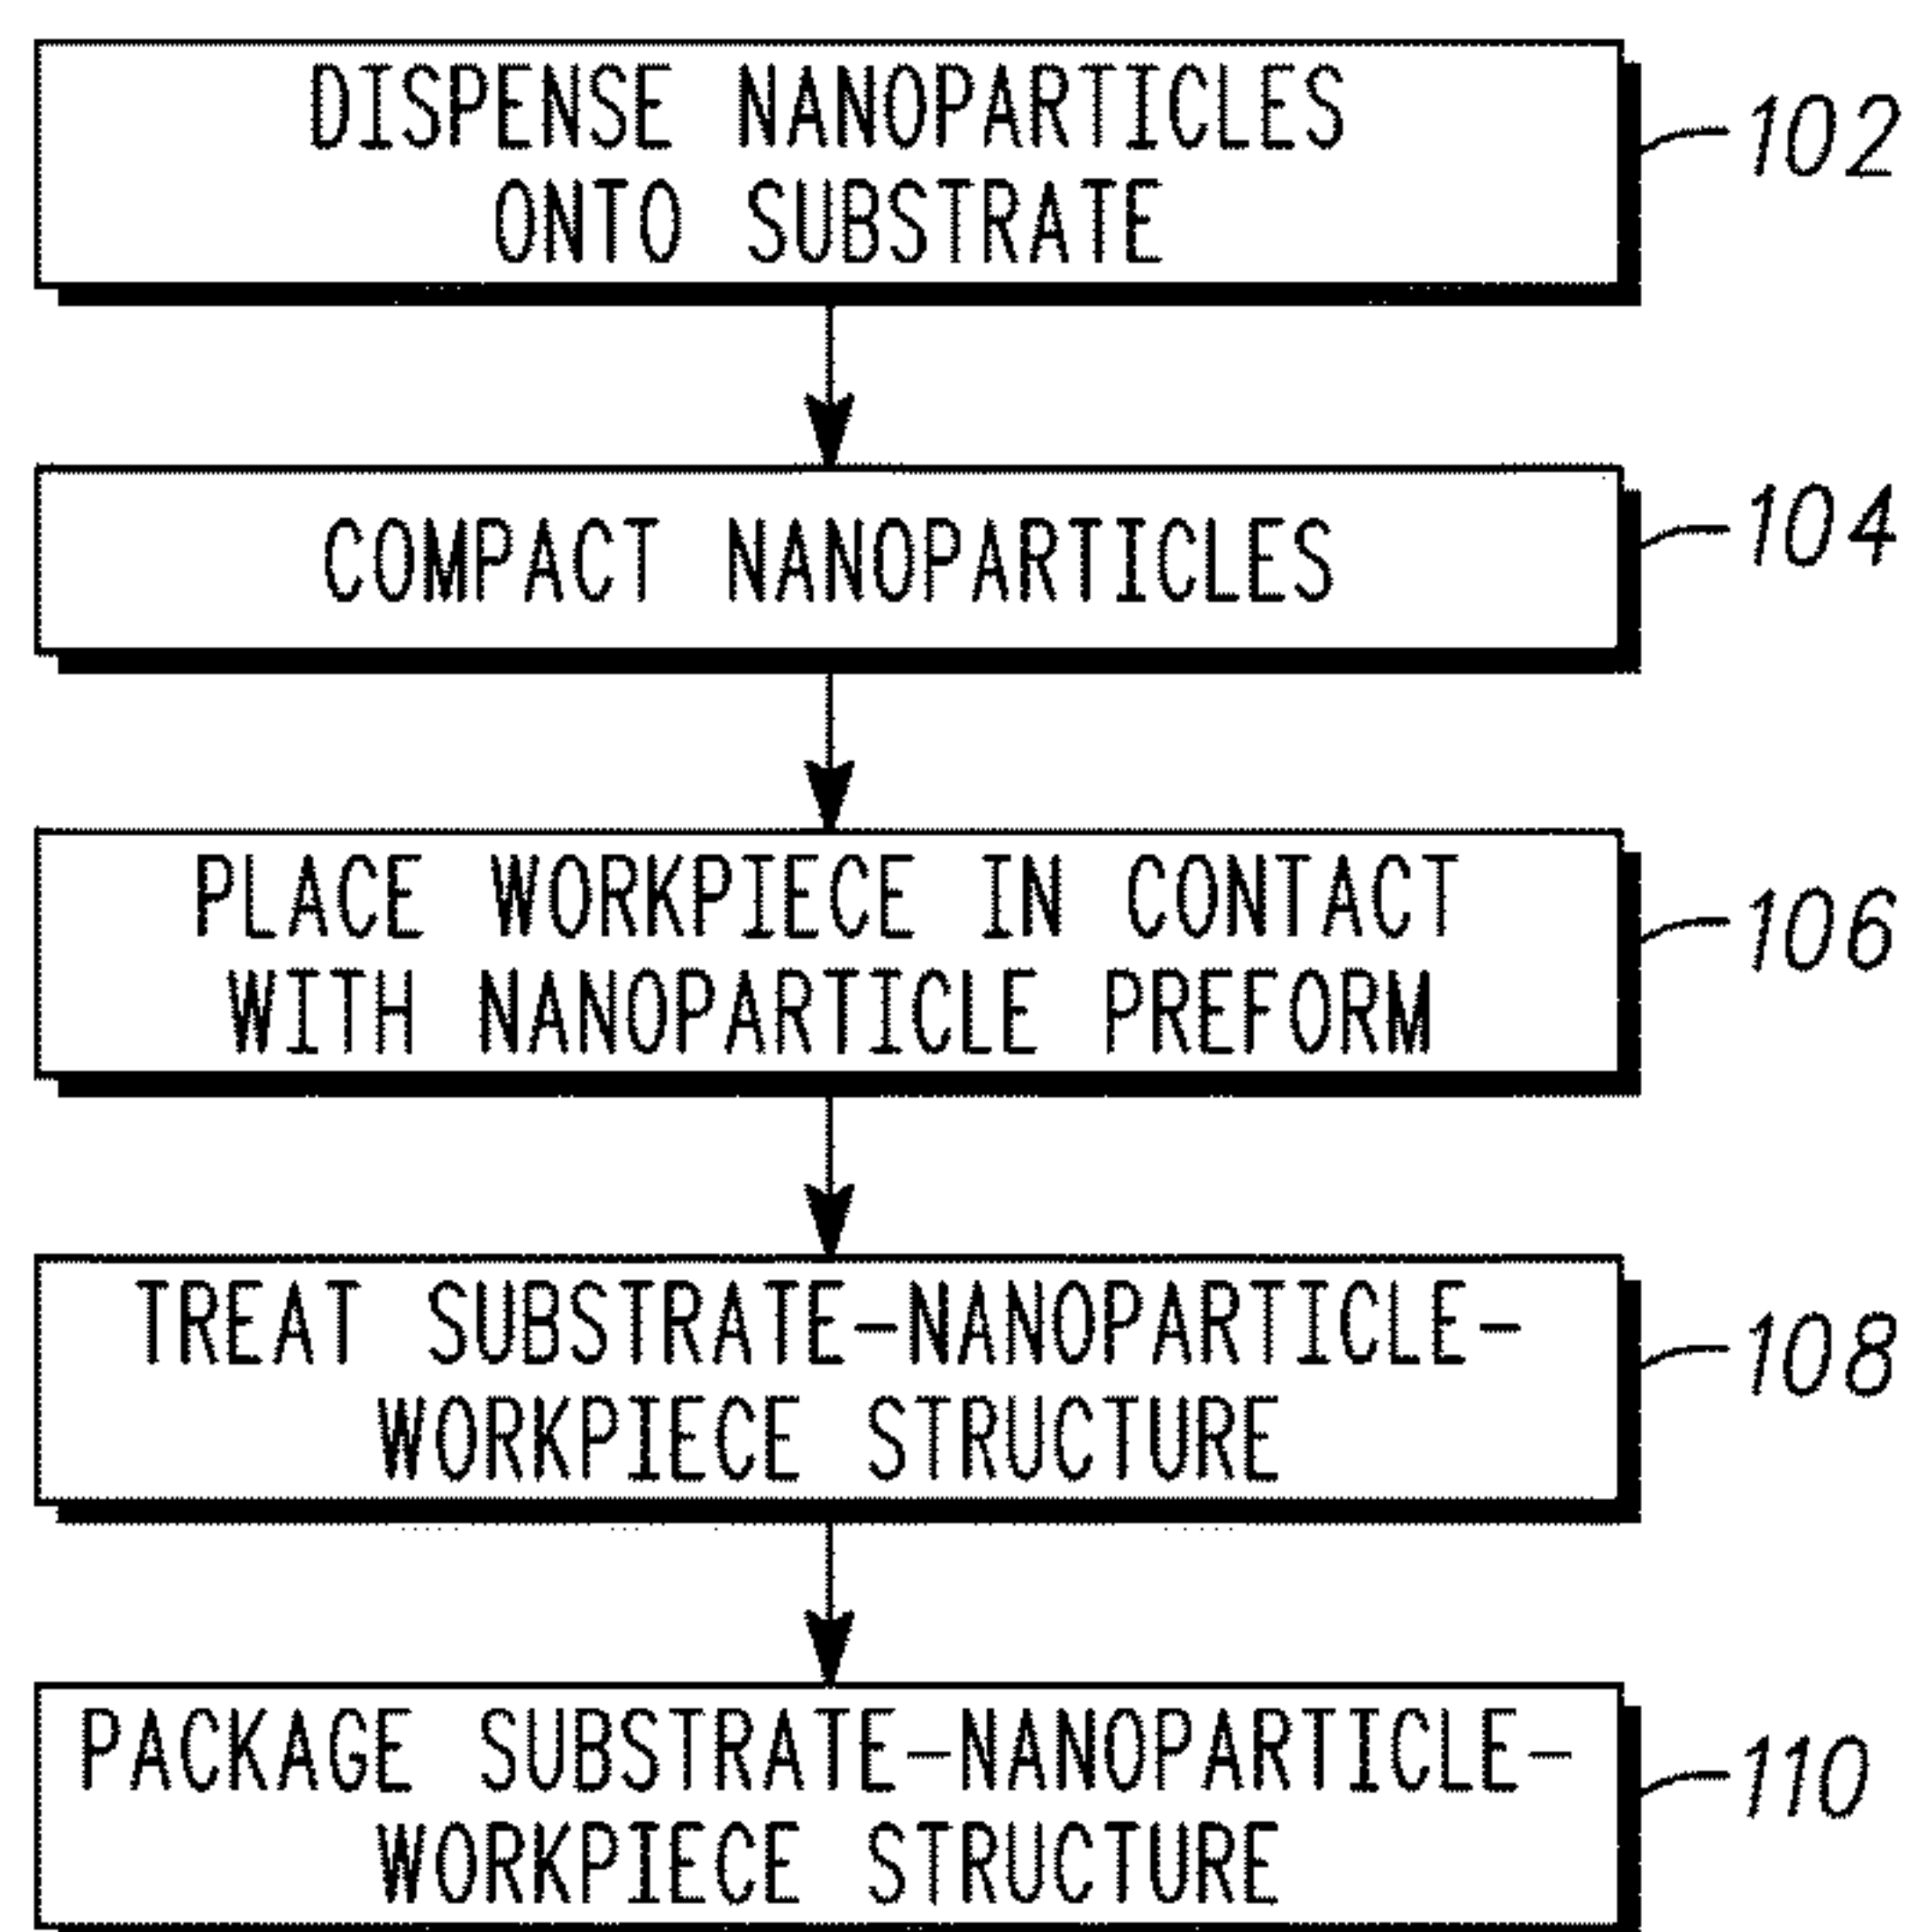 DISPENSE NANOPARTICLES
ONTO SUBSTRATE
102
COMPACT NANOPARTICLES
104
PLACE WORKPIECE IN CONTACT
WITH NANOPARTICLE PREFORM
106
TREAT SUBSTRATE-NANOPARTICLE-
WORKPIECE STRUCTURE
108
PACKAGE SUBSTRATE-NANOPARTICLE-
WORKPIECE STRUCTURE
110